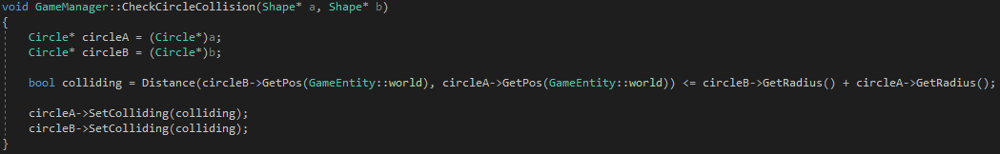 void GameManager::CheckCircleCollision(Shape* a, Shape* b)
{
    Circle* circleA = (Circle*)a;
    Circle* circleB = (Circle*)b;

    bool colliding = Distance(circleB->GetPos(GameEntity::world), circleA->GetPos(GameEntity::world)) <= circleB->GetRadius() + circleA->GetRadius();

    circleA->SetColliding(colliding);
    circleB->SetColliding(colliding);
}